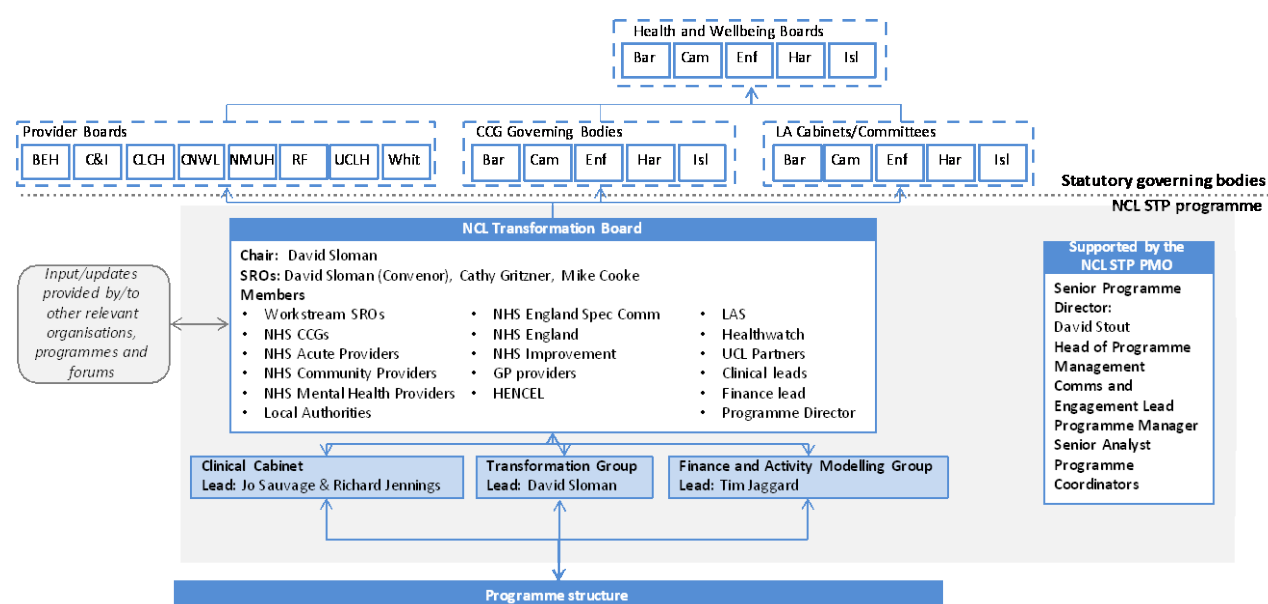 Health and Wellbeing Boards
Bar Cam Enf Har Isl
Provider Boards
BEH C&I CLCH CNWL NMUH RF UCLH Whit
CCG Governing Bodies
Bar Cam Enf Har Isl
LA Cabinets/Committees
Bar Cam Enf Har Isl
Statutory governing bodies
NCL STP programme
Input/updates
provided by/to
other relevant
organisations,
programmes and
forums
NCL Transformation Board
Chair: David Sloman
SROs: David Sloman (Convenor), Cathy Gritzner, Mike Cooke
Members
• Workstream SROs
• NHS CCGs
• NHS Acute Providers
• NHS Community Providers
• NHS Mental Health Providers
• Local Authorities
• NHS England Spec Comm
• NHS England
• NHS Improvement
• GP providers
• HENCEL
• LAS
• Healthwatch
• UCL Partners
• Clinical leads
• Finance lead
• Programme Director
Supported by the
NCL STP PMO
Senior Programme
Director:
David Stout
Head of Programme
Management
Comms and
Engagement Lead
Programme Manager
Senior Analyst
Programme
Coordinators
Clinical Cabinet
Lead: Jo Sauvage & Richard Jennings
Transformation Group
Lead: David Sloman
Finance and Activity Modelling Group
Lead: Tim Jaggard
Programme structure